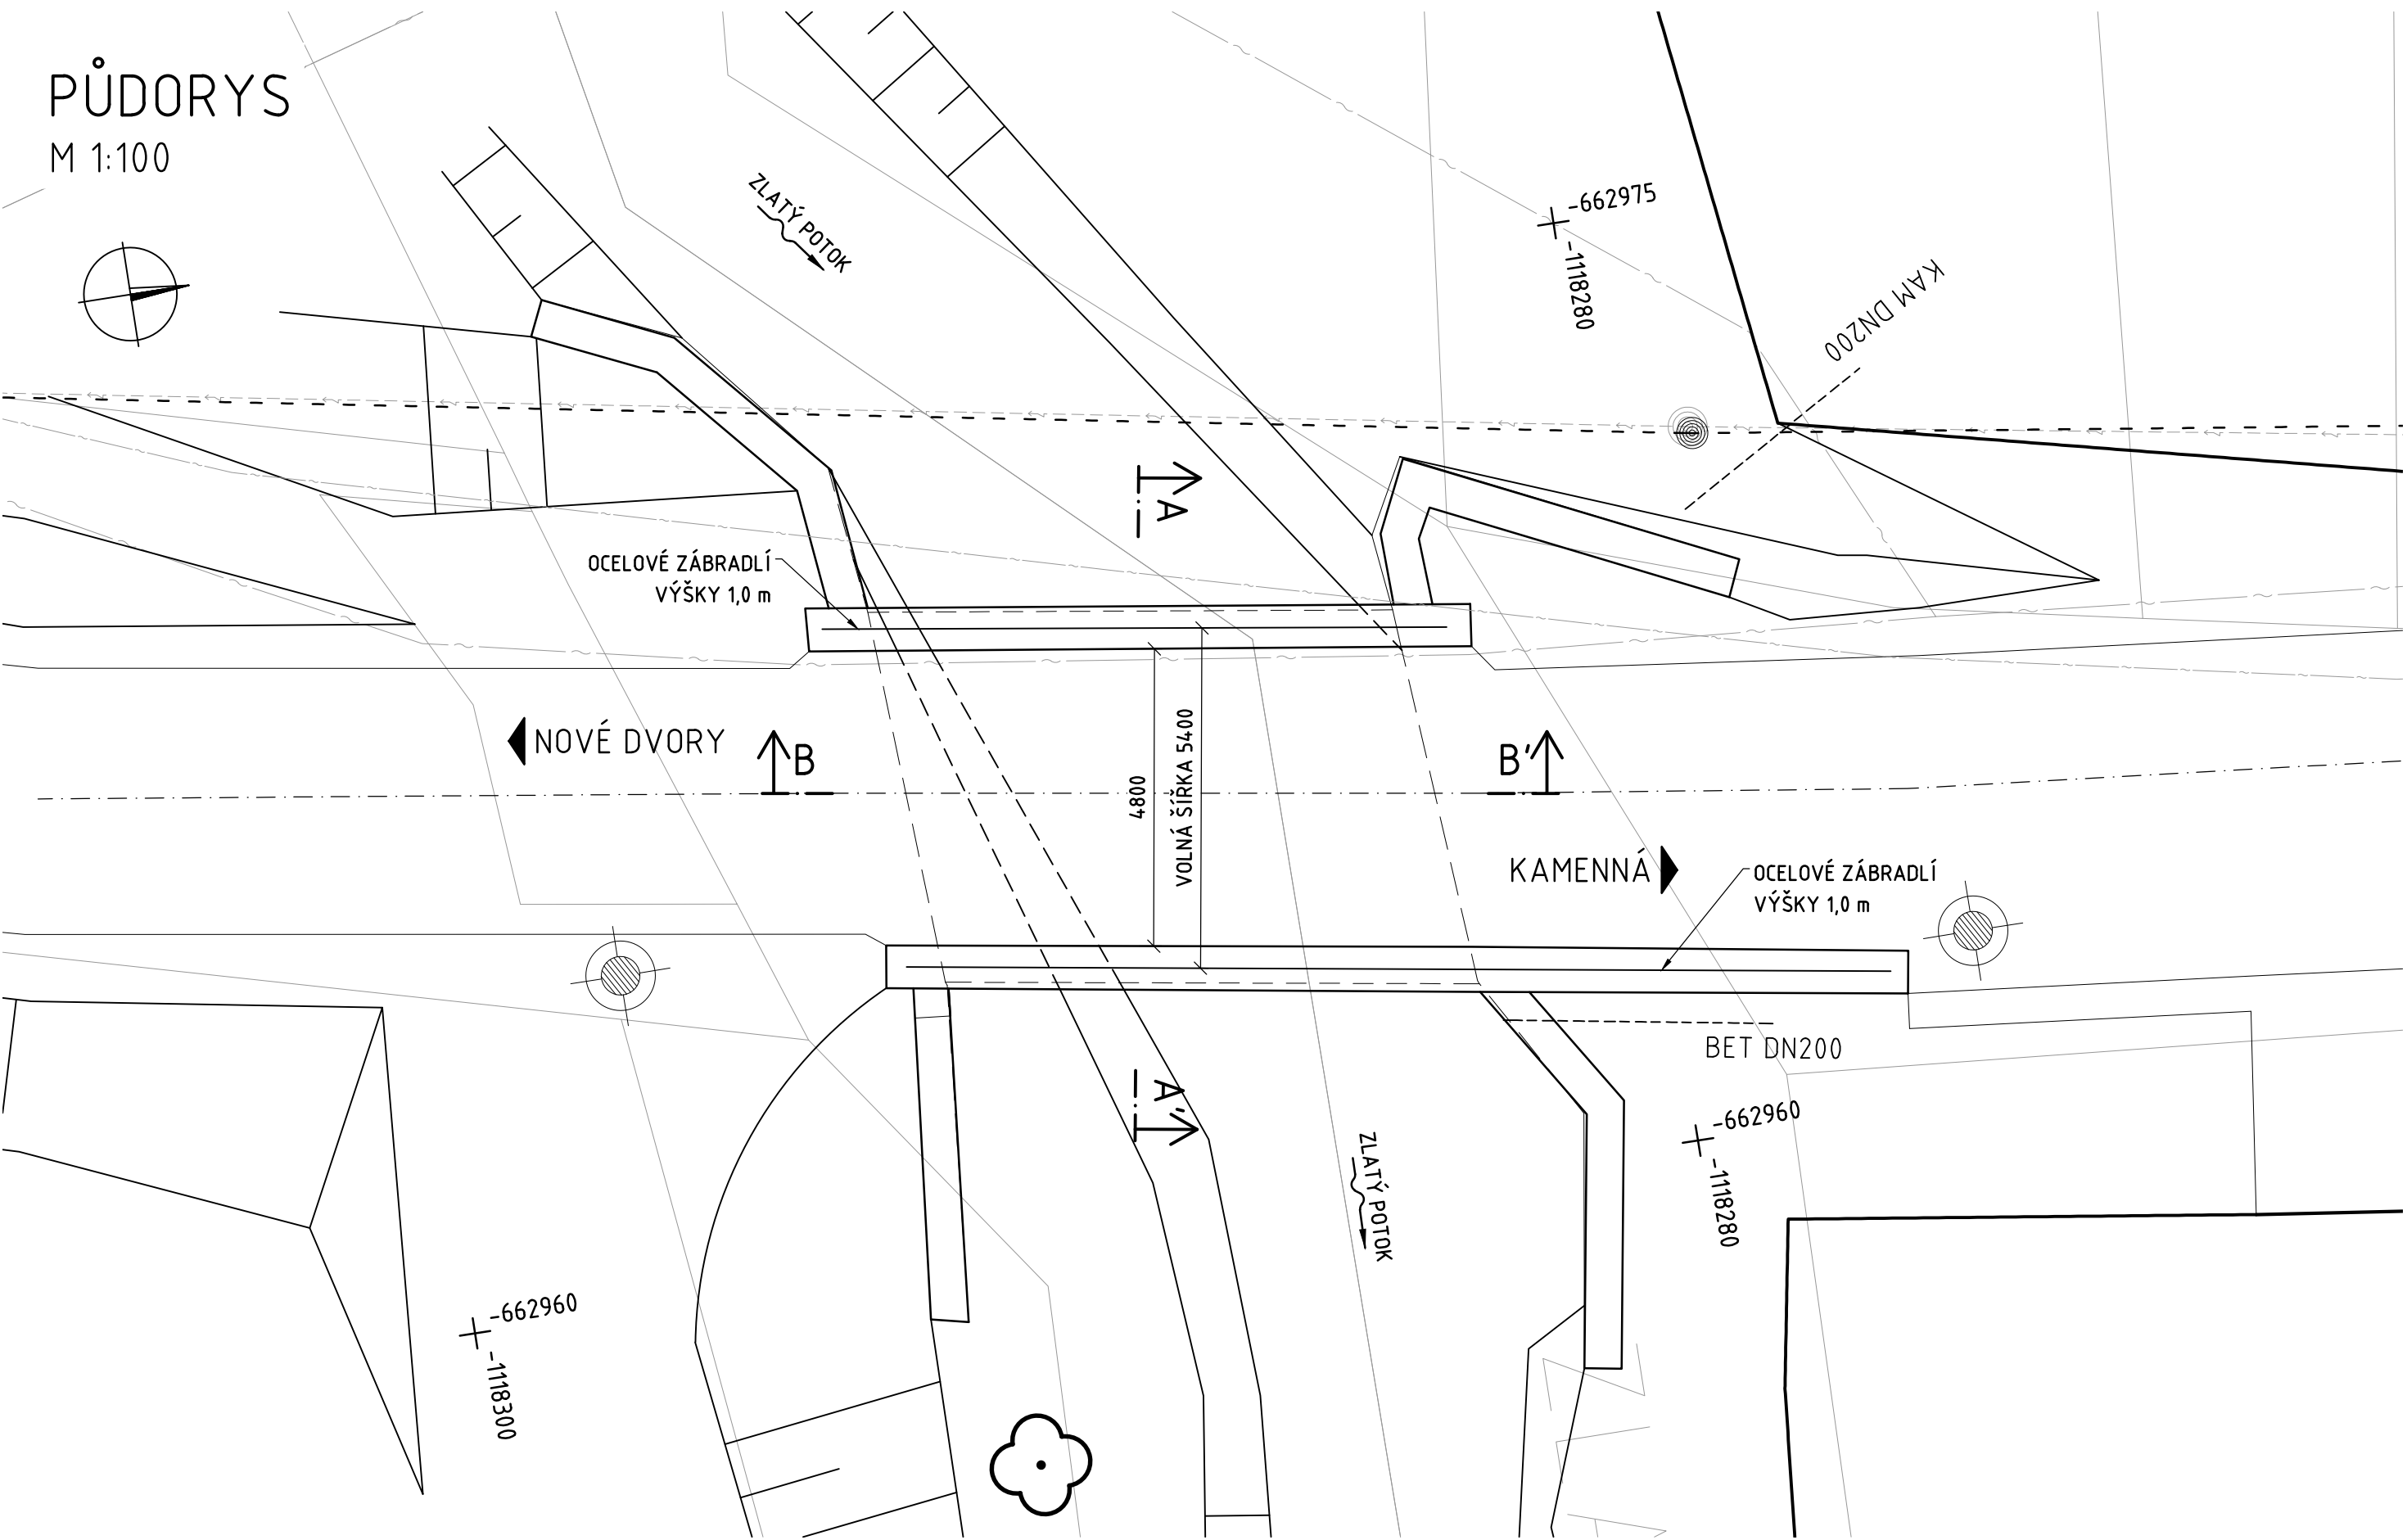 PŮDORYS
M 1:100
ZLATÝ POTOK
-662975
-1118280
KAM DN200
A
OCELOVÉ ZÁBRADLÍ
VÝŠKY 1,0 m
NOVÉ DVORY
B
4800
VOLNÁ ŠÍŘKA 5400
B'
KAMENNÁ
OCELOVÉ ZÁBRADLÍ
VÝŠKY 1,0 m
BET DN200
A'
ZLATÝ POTOK
-662960
-1118280
-662960
-1118300